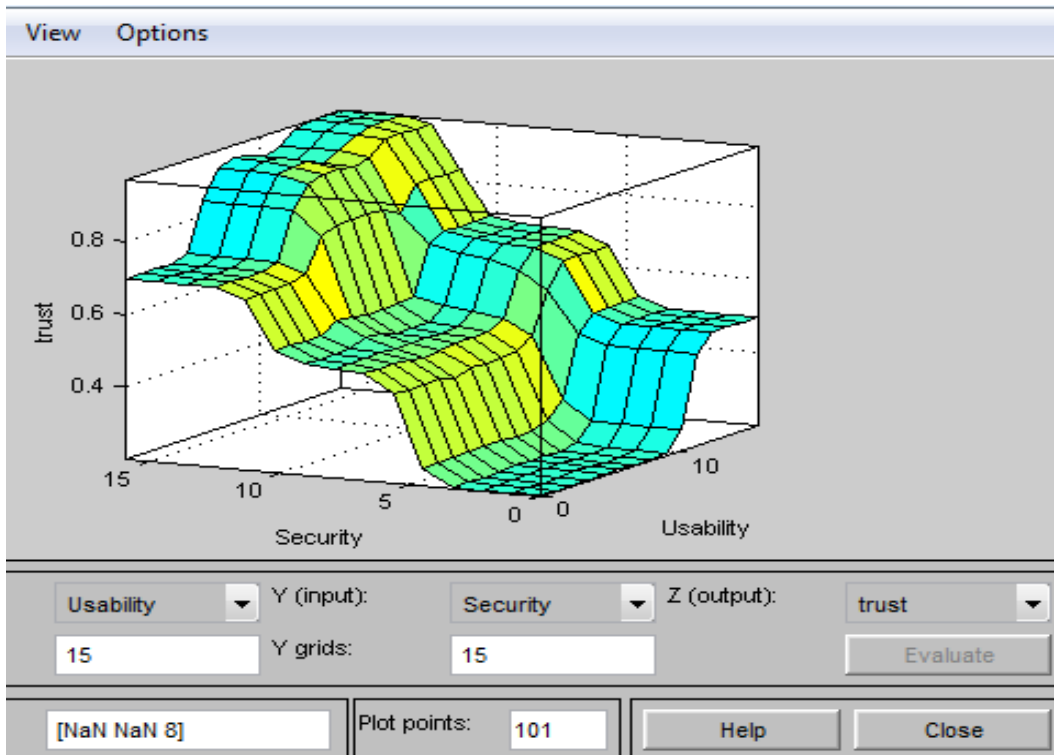 View Options
0.8
0.6
trust
0.4
15
10
5
0
0
10
Security
Usability
Usability Y (input): Security Z (output): trust
15 Y grids: 15 Evaluate
[NaN NaN 8] Plot points: 101 Help Close